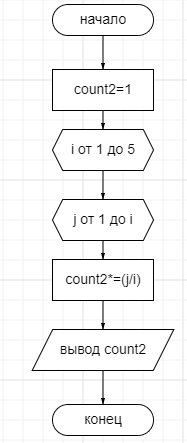 начало
count2=1
i от 1 до 5
j от 1 до i
count2*=(j/i)
вывод count2
конец